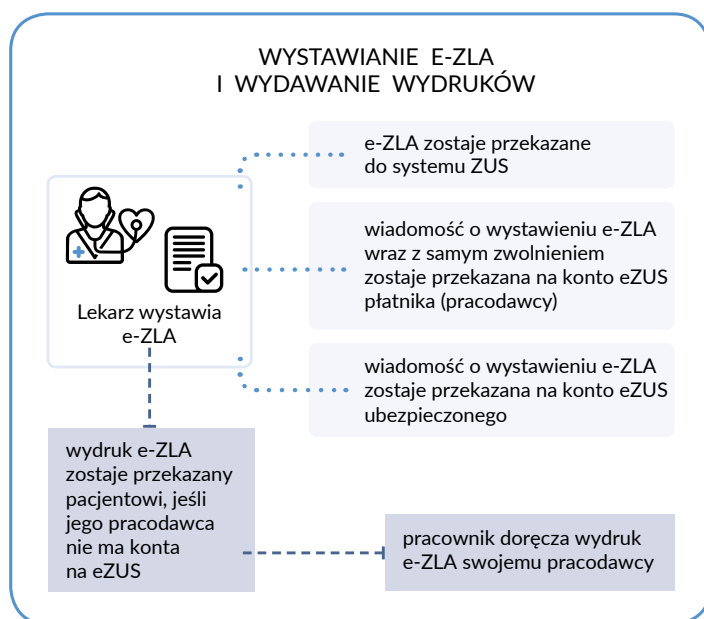 WYSTAWIANIE E-ZLA
I WYDAWANIE WYDRUKÓW
e-ZLA zostaje przekazane
do systemu ZUS
wiadomość o wystawieniu e-ZLA
wraz z samym zwolnieniem
zostaje przekazana na konto eZUS
płatnika (pracodawcy)
Lekarz wystawia
e-ZLA
wiadomość o wystawieniu e-ZLA
zostaje przekazana na konto eZUS
ubezpieczonego
wydruk e-ZLA
zostaje przekazany
pacjentowi, jeśli
jego pracodawca
nie ma konta
na eZUS
pracownik doręcza wydruk
e-ZLA swojemu pracodawcy